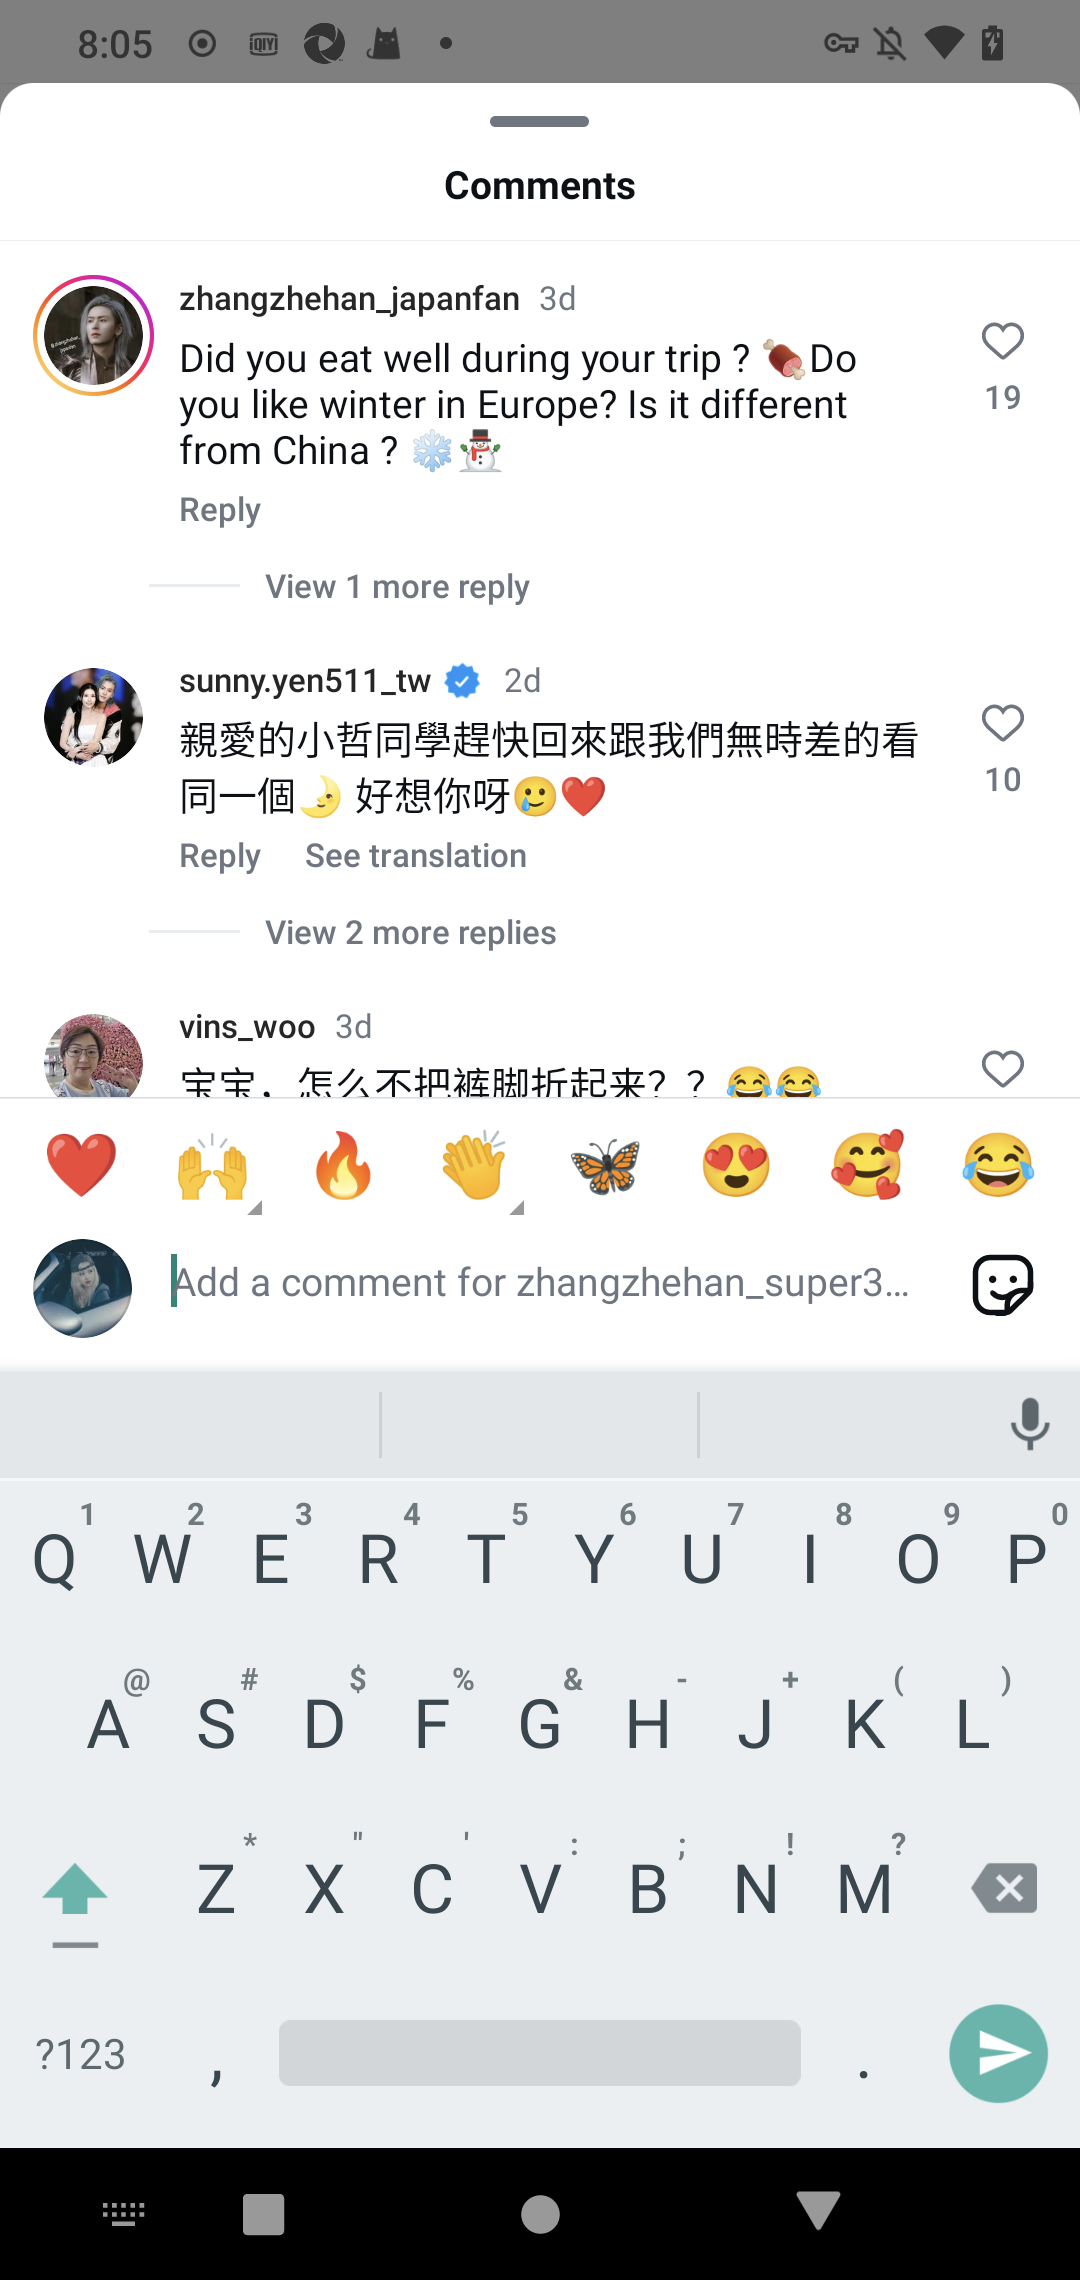 8:05
iQIYI
Comments
zhangzhehan_japanfan 3d
Did you eat well during your trip ? 🍖Do
you like winter in Europe? Is it different
from China ? ❄️☃️
19
Reply
View 1 more reply
sunny.yen511_tw 2d
親愛的小哲同學趕快回來跟我們無時差的看
同一個🌛 好想你呀🥲❤️
10
Reply See translation
View 2 more replies
vins_woo 3d
宝宝，怎么不把裤脚折起来？？😂😂
❤️🙌🔥👏🦋😍🥰😂
Add a comment for zhangzhehan_super3...
1 2 3 4 5 6 7 8 9 0
Q W E R T Y U I O P
@ # $ % & - + ( )
A S D F G H J K L
* " ' : ; ! ?
Z X C V B N M
?123 , .